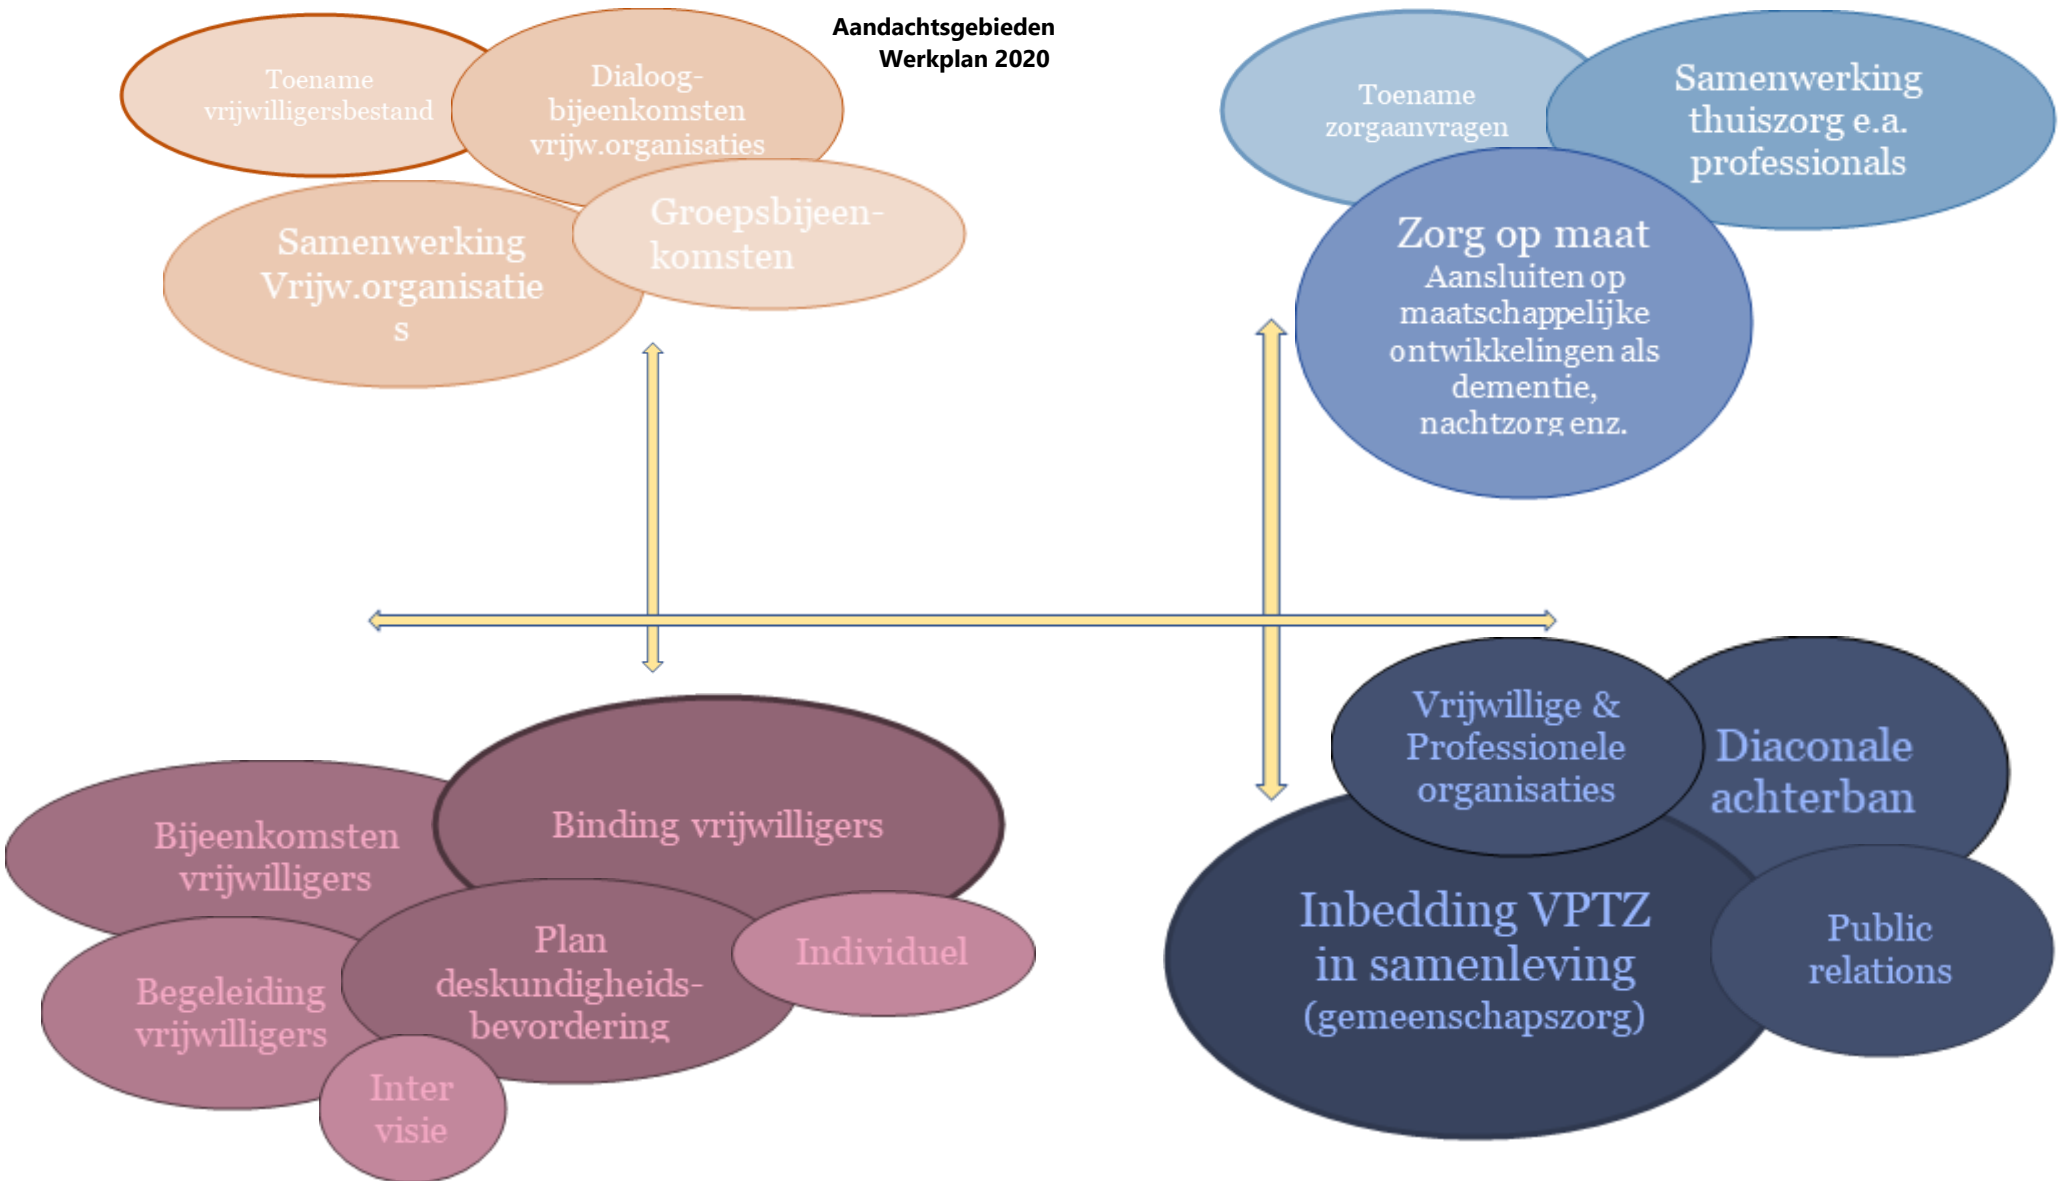 Aandachtsgebieden
Werkplan 2020
Toename
vrijwilligersbestand
Dialoog-
bijeenkomsten
vrijw.organisaties
Samenwerking
Vrijw.organisatie
s
Groepsbijeen-
komsten
Toename
zorgaanvragen
Samenwerking
thuiszorg e.a.
professionals
Zorg op maat
Aansluiten op
maatschappelijke
ontwikkelingen als
dementie,
nachtzorg enz.
Bijeenkomsten
vrijwilligers
Binding vrijwilligers
Begeleiding
vrijwilligers
Plan
deskundigheids-
bevordering
Individuel
Inter
visie
Vrijwillige &
Professionele
organisaties
Diaconale
achterban
Inbedding VPTZ
in samenleving
(gemeenschapszorg)
Public
relations